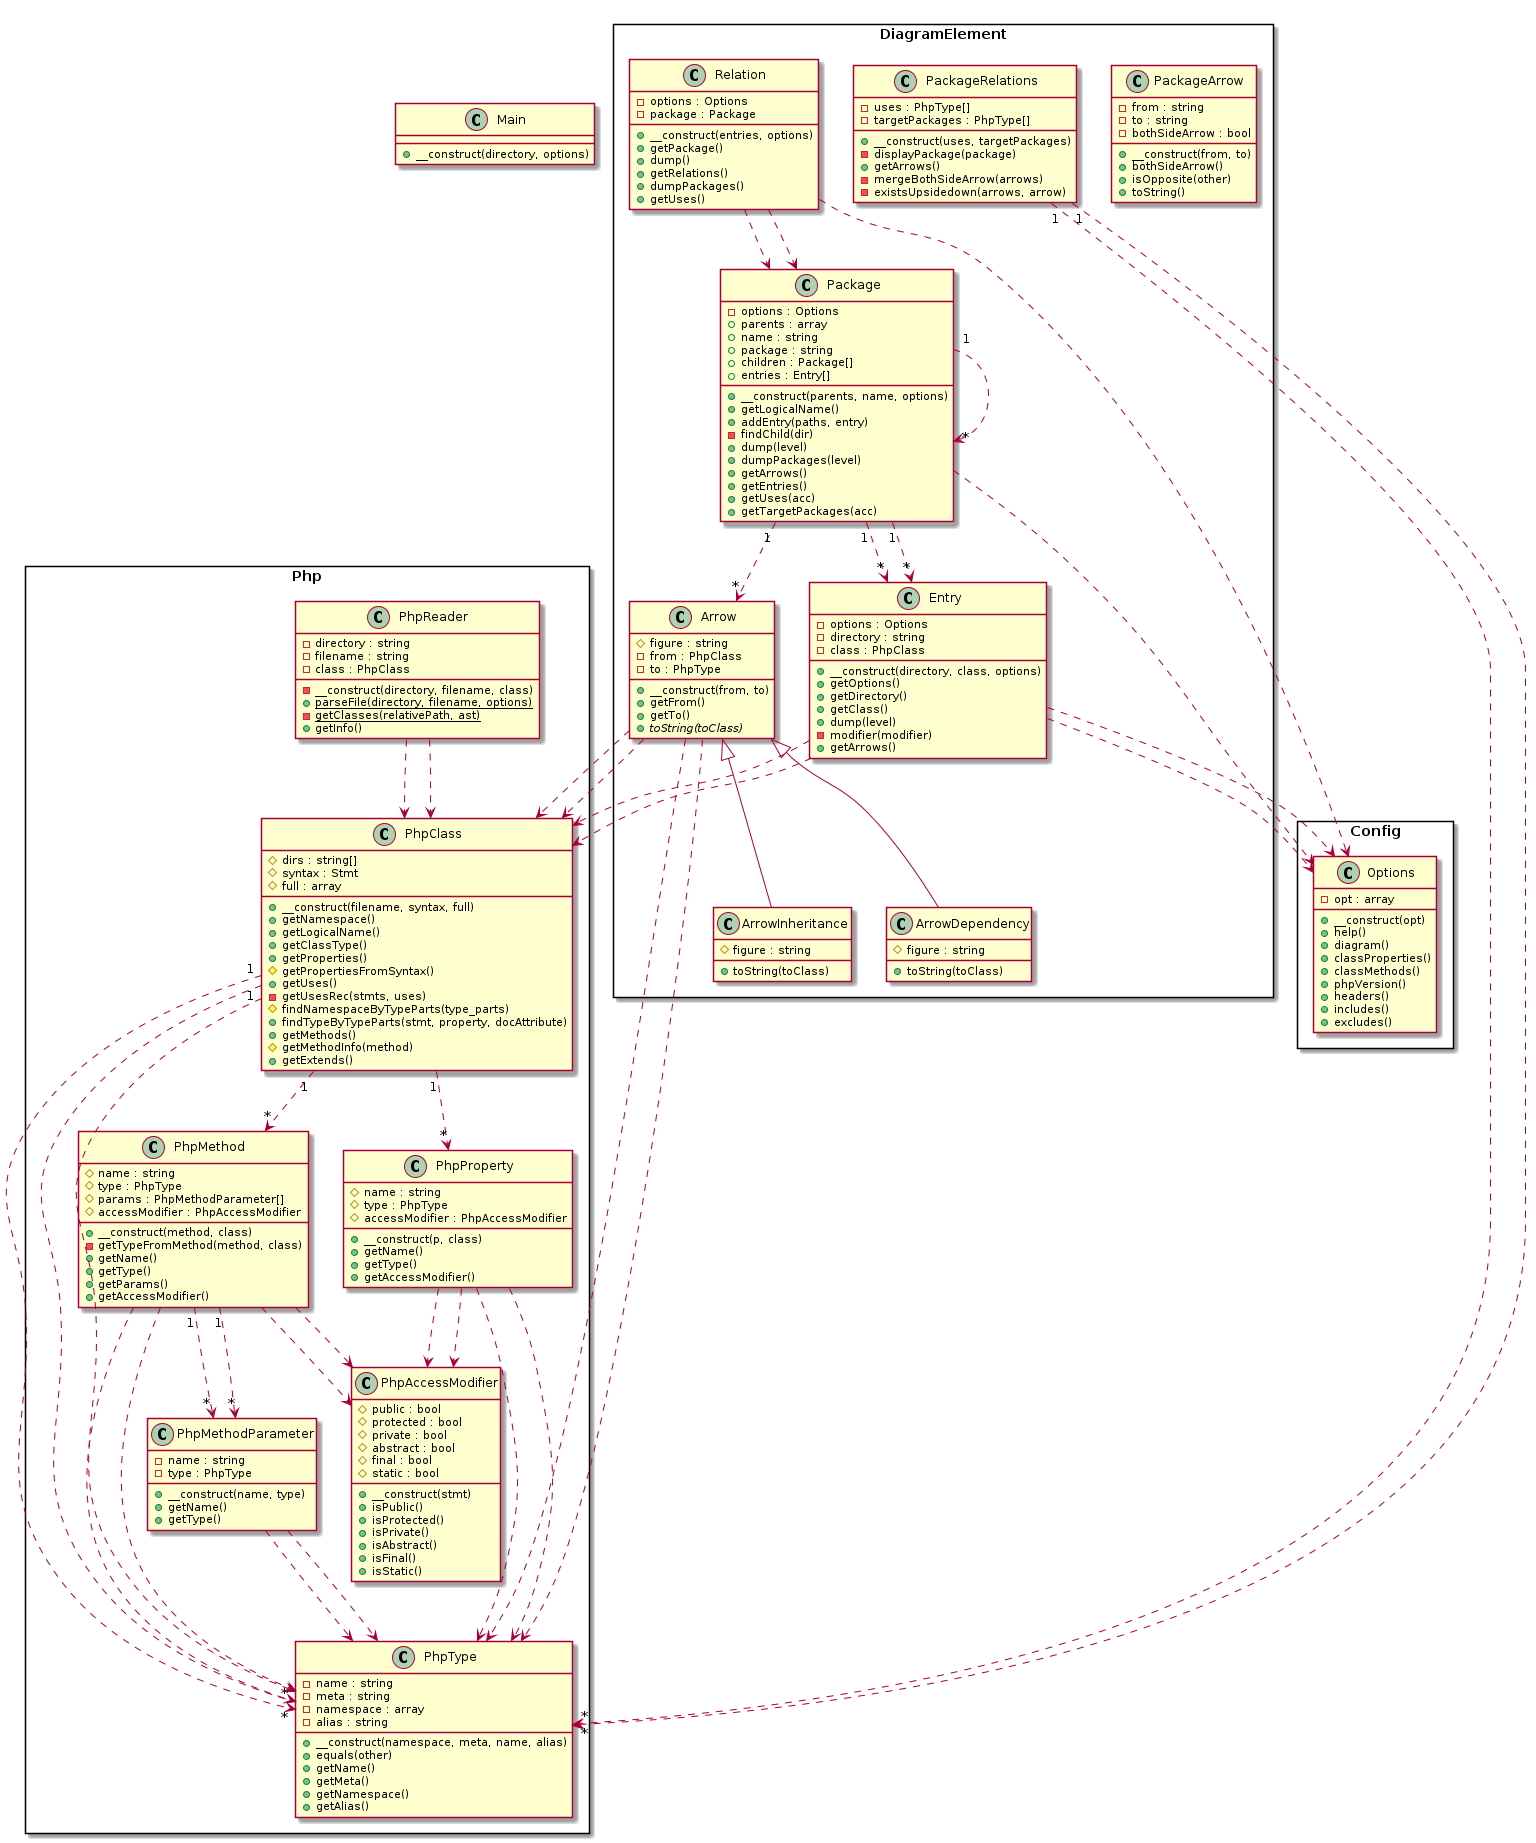 DiagramElement
C Relation
options : Options
package : Package
__construct(entries, options)
getPackage()
dump()
getRelations()
dumpPackages()
getUses()
C PackageRelations
uses : PhpType[]
targetPackages : PhpType[]
__construct(uses, targetPackages)
displayPackage(package)
getArrows()
mergeBothSideArrow(arrows)
existsUpsidedown(arrows, arrow)
C PackageArrow
from : string
to : string
bothSideArrow : bool
__construct(from, to)
bothSideArrow()
isOpposite(other)
toString()
C Main
__construct(directory, options)
1
1
C Package
options : Options
parents : array
name : string
package : string
children : Package[]
entries : Entry[]
__construct(parents, name, options)
getLogicalName()
addEntry(paths, entry)
findChild(dir)
dump(level)
dumpPackages(level)
getArrows()
getEntries()
getUses(acc)
getTargetPackages(acc)
1
*
1
1
1
*
*
*
C Arrow
figure : string
from : PhpClass
to : PhpType
__construct(from, to)
getFrom()
getTo()
toString(toClass)
C Entry
options : Options
directory : string
class : PhpClass
__construct(directory, class, options)
getOptions()
getDirectory()
getClass()
dump(level)
modifier(modifier)
getArrows()
C ArrowInheritance
figure : string
toString(toClass)
C ArrowDependency
figure : string
toString(toClass)
Config
C Options
opt : array
__construct(opt)
help()
diagram()
classProperties()
classMethods()
phpVersion()
headers()
includes()
excludes()
Php
C PhpReader
directory : string
filename : string
class : PhpClass
__construct(directory, filename, class)
parseFile(directory, filename, options)
getClasses(relativePath, ast)
getInfo()
C PhpClass
dirs : string[]
syntax : Stmt
full : array
__construct(filename, syntax, full)
getNamespace()
getLogicalName()
getClassType()
getProperties()
getPropertiesFromSyntax()
getUses()
getUsesRec(stmts, uses)
findNamespaceByTypeParts(type_parts)
findTypeByTypeParts(stmt, property, docAttribute)
getMethods()
getMethodInfo(method)
getExtends()
1
1
1
1
*
*
C PhpMethod
name : string
type : PhpType
params : PhpMethodParameter[]
accessModifier : PhpAccessModifier
__construct(method, class)
getTypeFromMethod(method, class)
getName()
getType()
getParams()
getAccessModifier()
C PhpProperty
name : string
type : PhpType
accessModifier : PhpAccessModifier
__construct(p, class)
getName()
getType()
getAccessModifier()
1
1
*
*
C PhpMethodParameter
name : string
type : PhpType
__construct(name, type)
getName()
getType()
C PhpAccessModifier
public : bool
protected : bool
private : bool
abstract : bool
final : bool
static : bool
__construct(stmt)
isPublic()
isProtected()
isPrivate()
isAbstract()
isFinal()
isStatic()
*
*
*
*
C PhpType
name : string
meta : string
namespace : array
alias : string
__construct(namespace, meta, name, alias)
equals(other)
getName()
getMeta()
getNamespace()
getAlias()